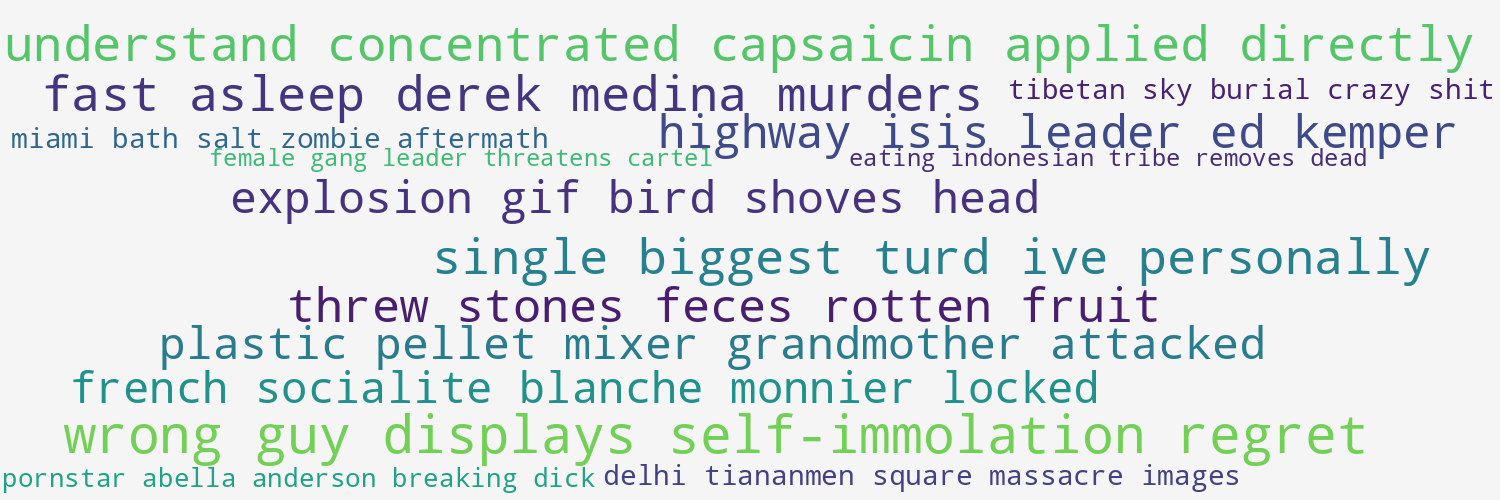 understand concentrated capsaicin applied directly
fast asleep derek medina murders
tibetan sky burial crazy shit
miami bath salt zombie aftermath
highway isis leader ed kemper
female gang leader threatens cartel
eating indonesian tribe removes dead
explosion gif bird shoves head
single biggest turd ive personally
threw stones feces rotten fruit
plastic pellet mixer grandmother attacked
french socialite blanche monnier locked
wrong guy displays self-immolation regret
pornstar abella anderson breaking dick
delhi tiananmen square massacre images